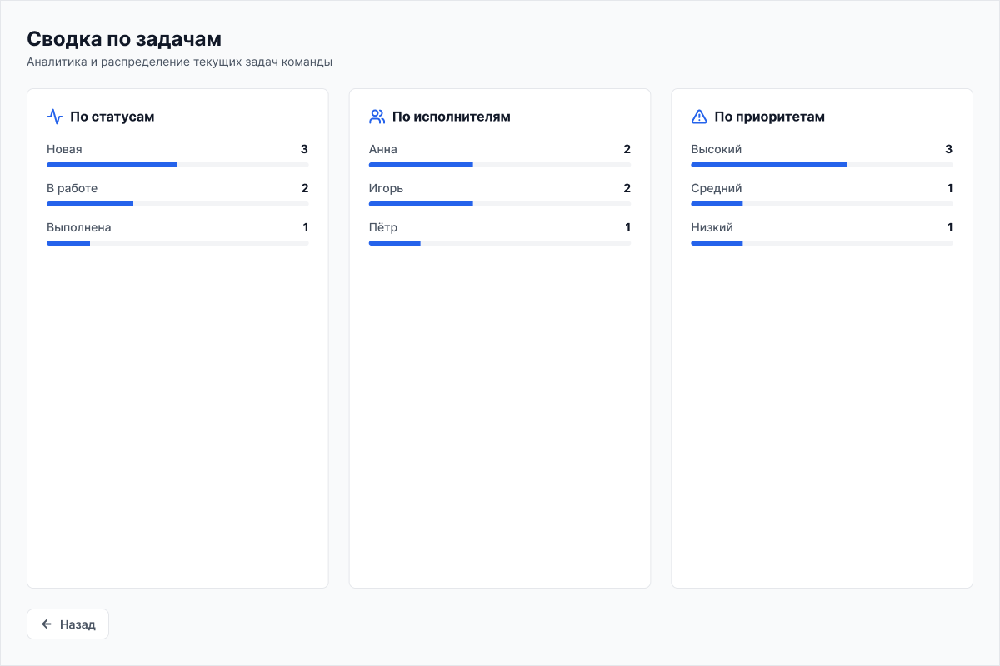 Сводка по задачам
Аналитика и распределение текущих задач команды
По статусам
Новая 3
В работе 2
Выполнена 1
По исполнителям
Анна 2
Игорь 2
Пётр 1
По приоритетам
Высокий 3
Средний 1
Низкий 1
Назад